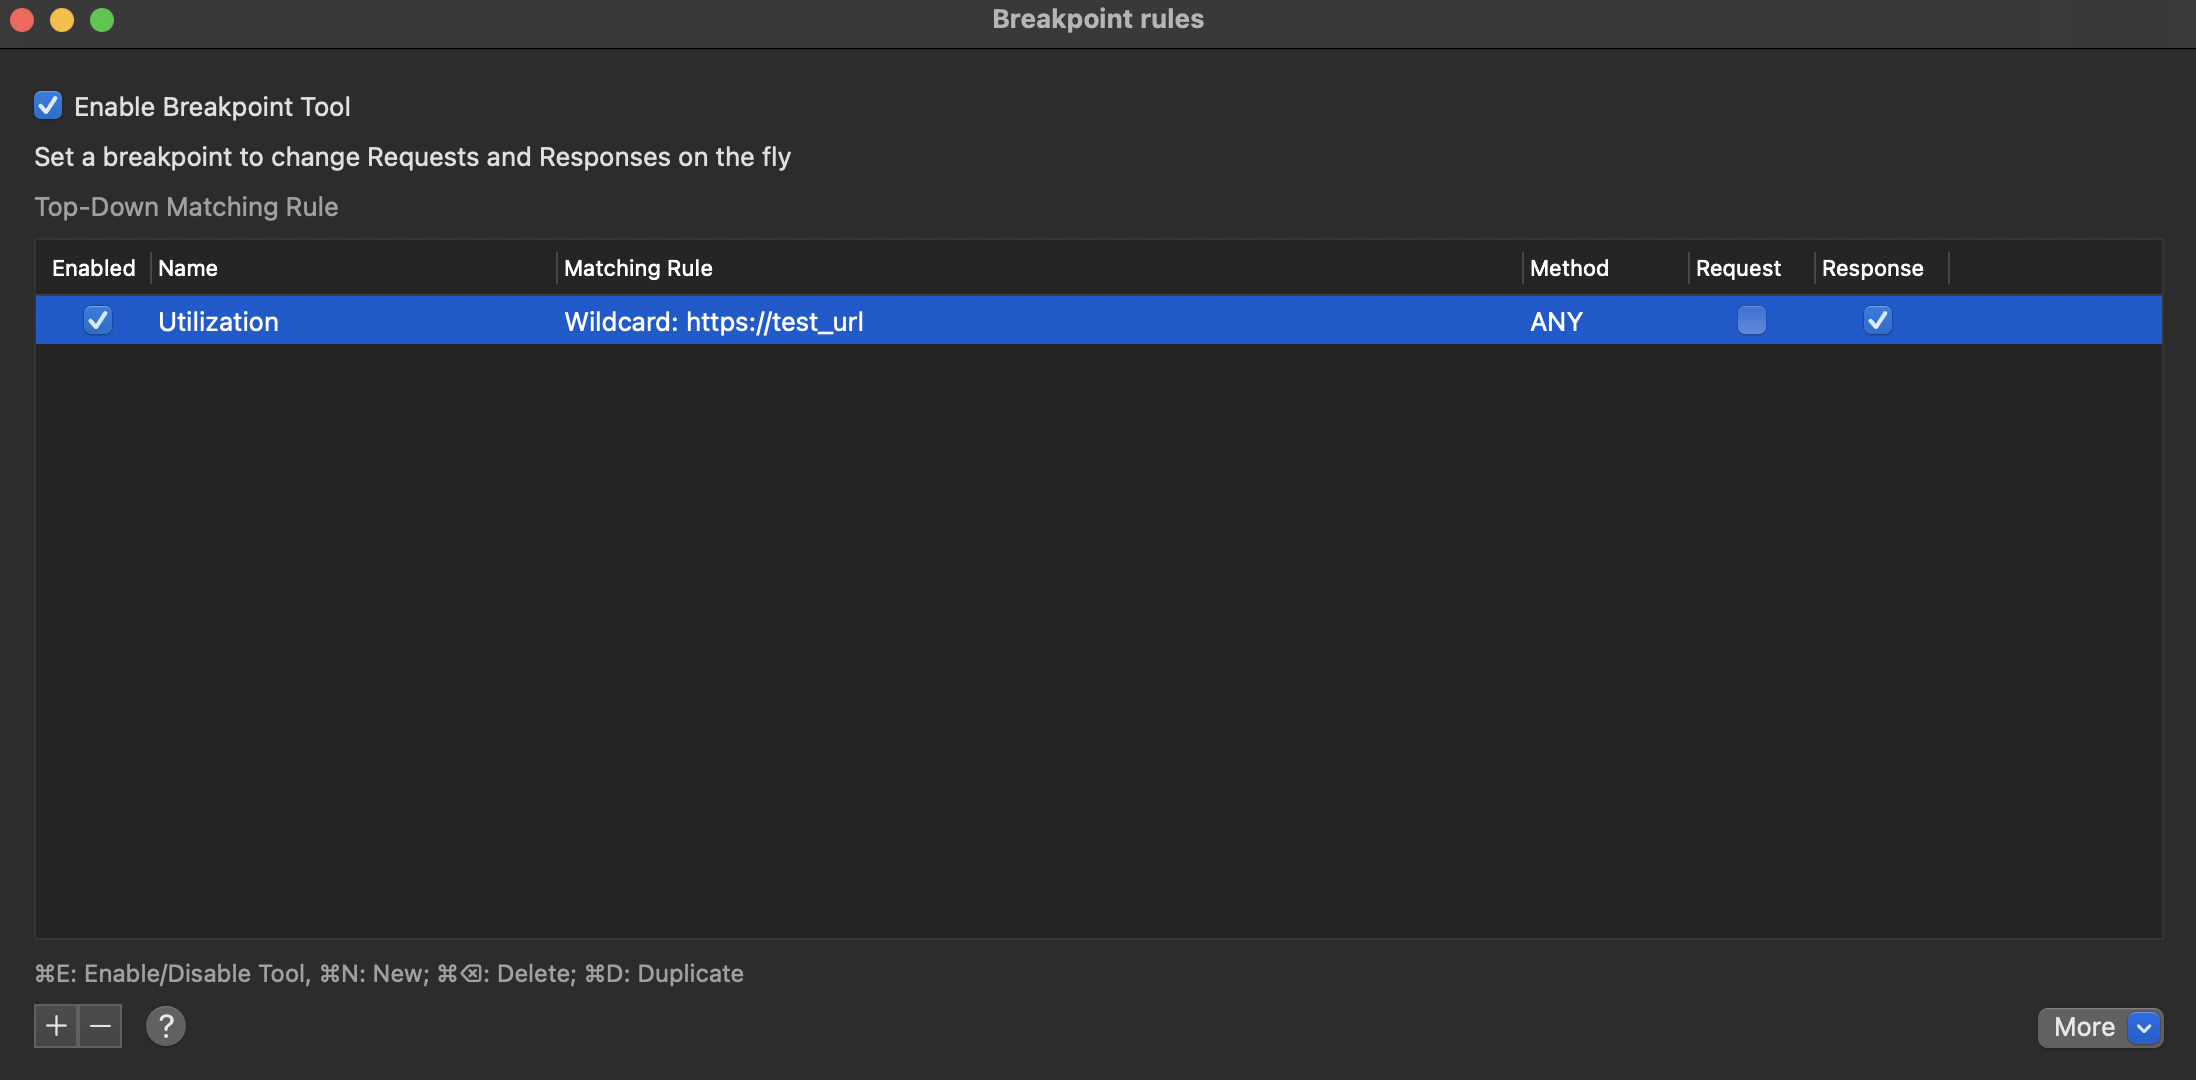 Breakpoint rules
Enable Breakpoint Tool
Set a breakpoint to change Requests and Responses on the fly
Top-Down Matching Rule
Enabled Name Matching Rule Method Request Response
Utilization Wildcard: https://test_url ANY
⌘E: Enable/Disable Tool, ⌘N: New; ⌘⌫: Delete; ⌘D: Duplicate
+ − ? More